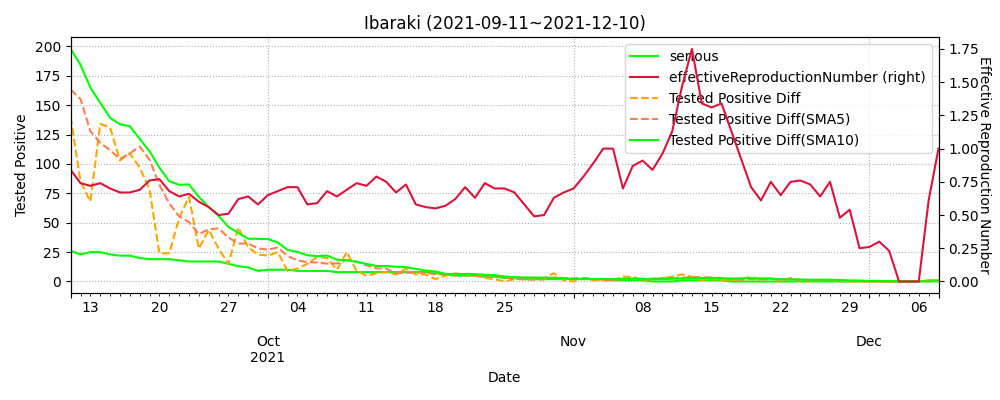 Ibaraki (2021-09-11~2021-12-10)
Tested Positive
200
175
150
125
100
75
50
25
0
serious
effectiveReproductionNumber (right)
Tested Positive Diff
Tested Positive Diff(SMA5)
Tested Positive Diff(SMA10)
1.75
1.50
1.25
1.00
0.75
0.50
0.25
0.00
Effective Reproduction Number
13 20 27 04 11 18 25 08 15 22 29 06
Oct Nov Dec
2021
Date